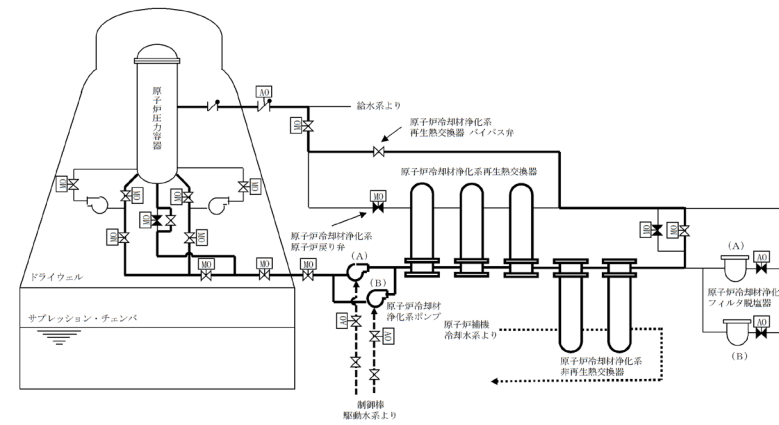 AO
給水系より
原子炉圧力容器
MO
原子炉冷却材浄化系
再生熱交換器 バイパス弁
原子炉冷却材浄化系再生熱交換器
MO
MO
MO
MO
MO
MO
MO
MO
MO
MO
MO
原子炉冷却材浄化系
原子炉戻り弁
MO
MO
MO
(A)
(A)
AO
ドライウェル
(B)
原子炉冷却材
浄化系ポンプ
原子炉冷却材浄化
フィルタ脱塩器
サプレッション・チェンバ
AO
AO
原子炉補機
冷却水系より
AO
(B)
原子炉冷却材浄化系
非再生熱交換器
制御棒
駆動水系より